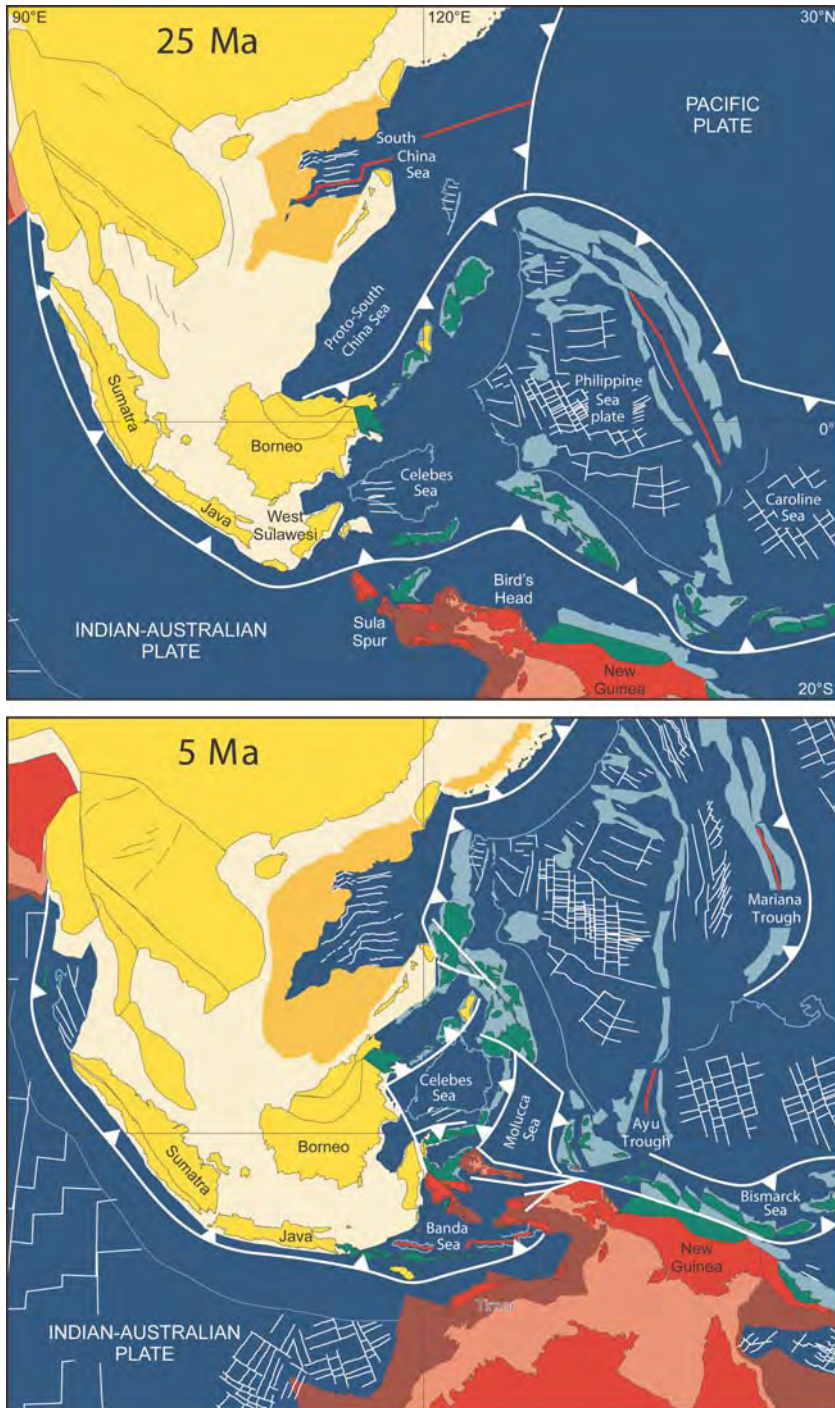 90°E
120°E
30°N
25 Ma
PACIFIC
PLATE
South
China
Sea
Proto-South
China Sea
Philippine
Sea
plate
Sumatra
Borneo
0°
Celebes
Sea
Caroline
Sea
Java
West
Sulawesi
Bird's
Head
INDIAN-AUSTRALIAN
PLATE
Sula
Spur
New
Guinea
20°S
5 Ma
Mariana
Trough
Celebes
Sea
Molucca
Sea
Ayu
Trough
Sumatra
Borneo
Java
Banda
Sea
Bismarck
Sea
New
Guinea
Timor
INDIAN-AUSTRALIAN
PLATE